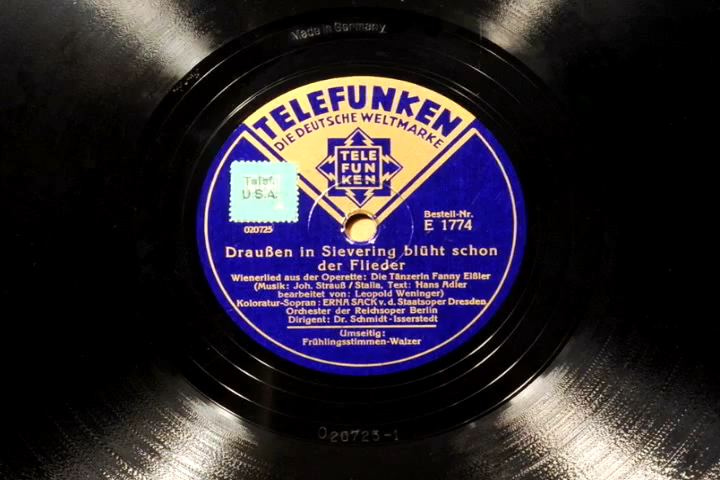 Made in Germany
TELEFUNKEN
DIE DEUTSCHE WELTMARKE
TELE
FUN
KEN
Telef.
U.S.A.
020725
Bestell-Nr.
E 1774
Draußen in Sievering blüht schon
der Flieder
Wienerlied aus der Operette: Die Tänzerin Fanny Elßler
(Musik: Joh. Strauß / Stalla, Text: Hans Adler
bearbeitet von: Leopold Weninger)
Koloratur-Sopran: ERNA SACK v. d. Staatsoper Dresden
Orchester der Reichsoper Berlin
Dirigent: Dr. Schmidt-Isserstedt
Umseitig:
Frühlingsstimmen-Walzer
020725-1